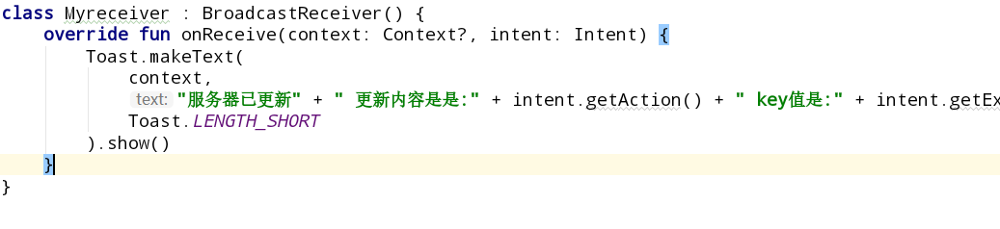 class Myreceiver : BroadcastReceiver() {
    override fun onReceive(context: Context?, intent: Intent) {
        Toast.makeText(
            context,
            text: "服务器已更新" + " 更新内容是是:" + intent.getAction() + " key值是:" + intent.getEx
            Toast.LENGTH_SHORT
        ).show()
    }
}